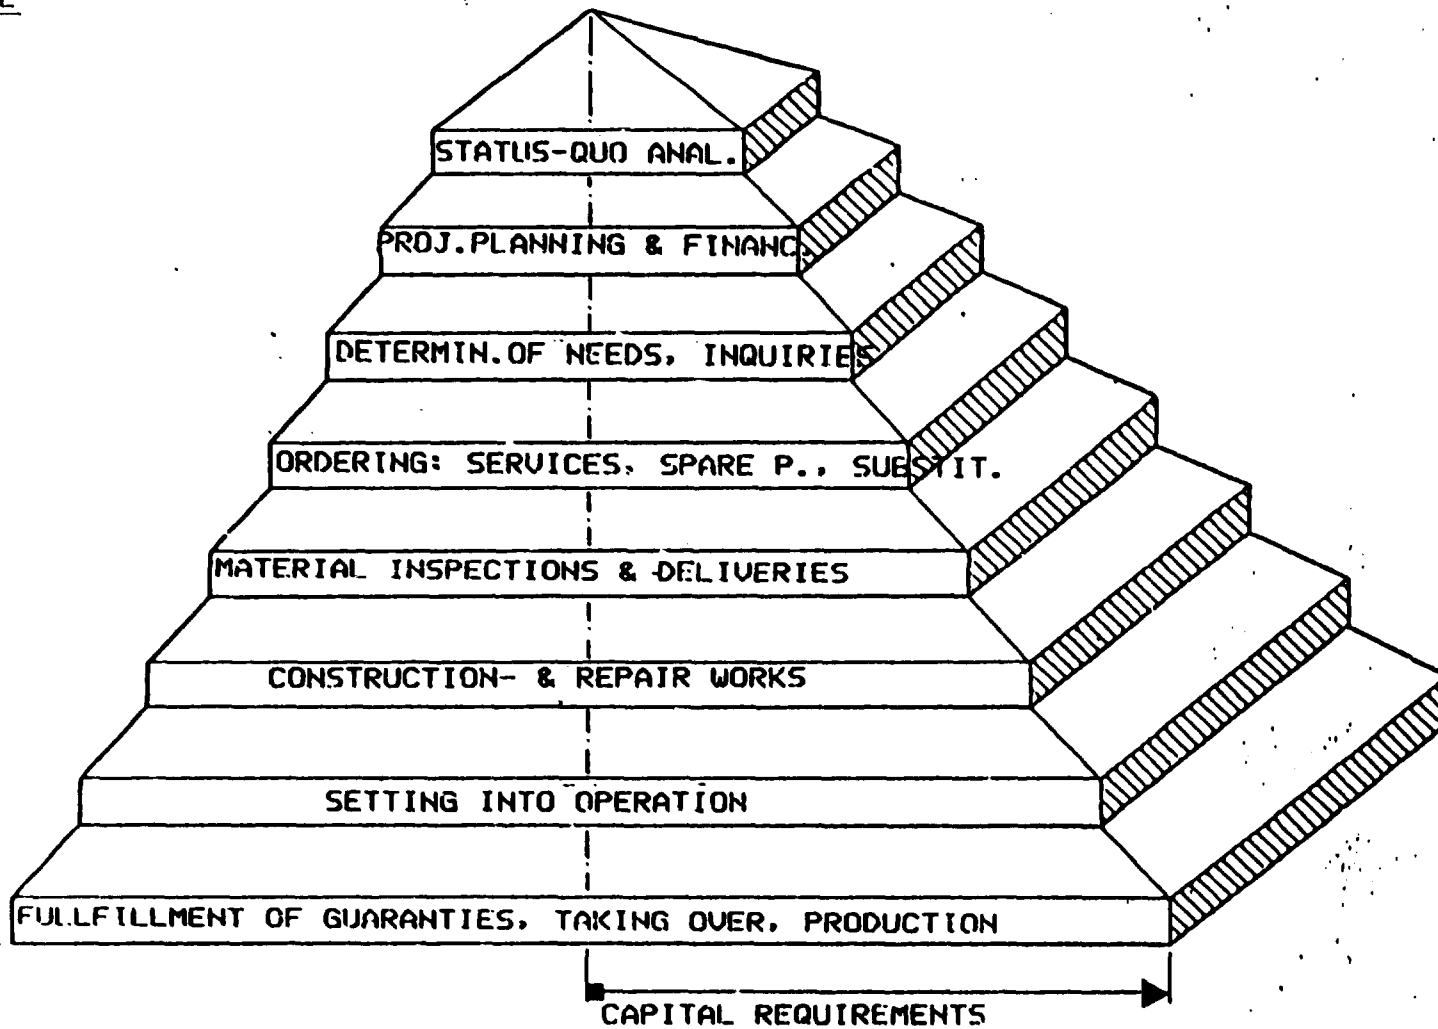 STATUS-QUO ANAL.
PROJ.PLANNING & FINANC.
DETERMIN.OF NEEDS, INQUIRIES
ORDERING: SERVICES, SPARE P., SUBSTIT.
MATERIAL INSPECTIONS & DELIVERIES
CONSTRUCTION- & REPAIR WORKS
SETTING INTO OPERATION
FULLFILLMENT OF GUARANTIES, TAKING OVER, PRODUCTION
CAPITAL REQUIREMENTS